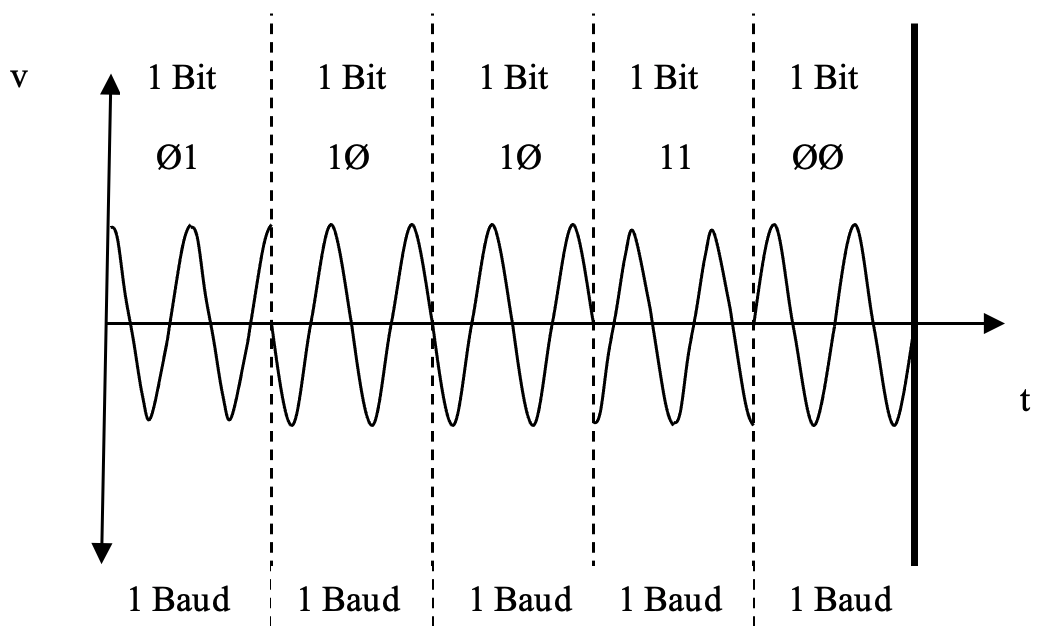 v
1 Bit 1 Bit 1 Bit 1 Bit 1 Bit
Ø1 1Ø 1Ø 11 ØØ
t
1 Baud 1 Baud 1 Baud 1 Baud 1 Baud